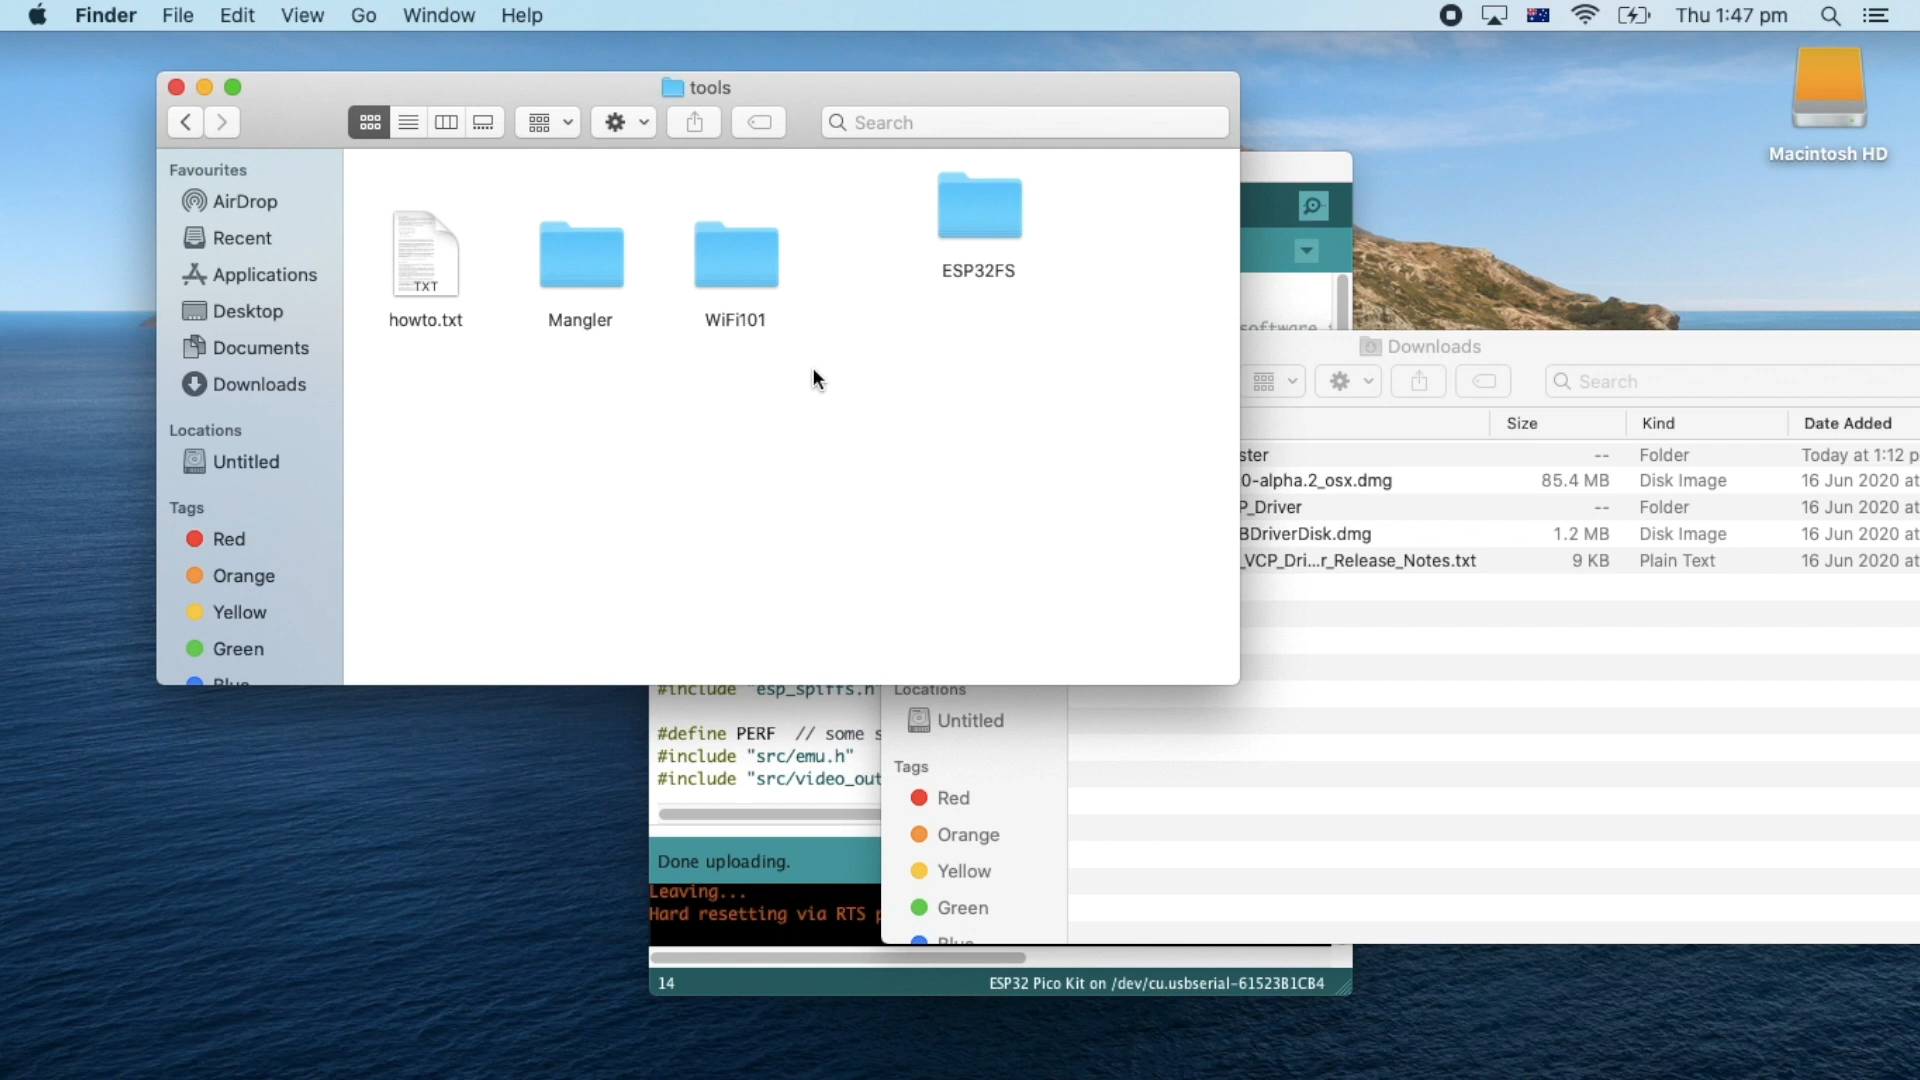 Finder File Edit View Go Window Help Thu 1:47 pm
Macintosh HD
tools
Search
Favourites
AirDrop
Recent
Applications
Desktop
Documents
Downloads
Locations
Untitled
Tags
Red
Orange
Yellow
Green
Blue
TXT
howto.txt
Mangler
WiFi101
ESP32FS
software
Downloads
Search
Size Kind Date Added
ster -- Folder Today at 1:12 p
0-alpha.2_osx.dmg 85.4 MB Disk Image 16 Jun 2020 at
P_Driver -- Folder 16 Jun 2020 at
BDriverDisk.dmg 1.2 MB Disk Image 16 Jun 2020 at
_VCP_Dri...r_Release_Notes.txt 9 KB Plain Text 16 Jun 2020 at
Locations
Untitled
Tags
Red
Orange
Yellow
Green
Blue
#include "esp_spiffs.h
#define PERF // some s
#include "src/emu.h"
#include "src/video_out
Done uploading.
Leaving...
Hard resetting via RTS p
14 ESP32 Pico Kit on /dev/cu.usbserial-61523B1CB4